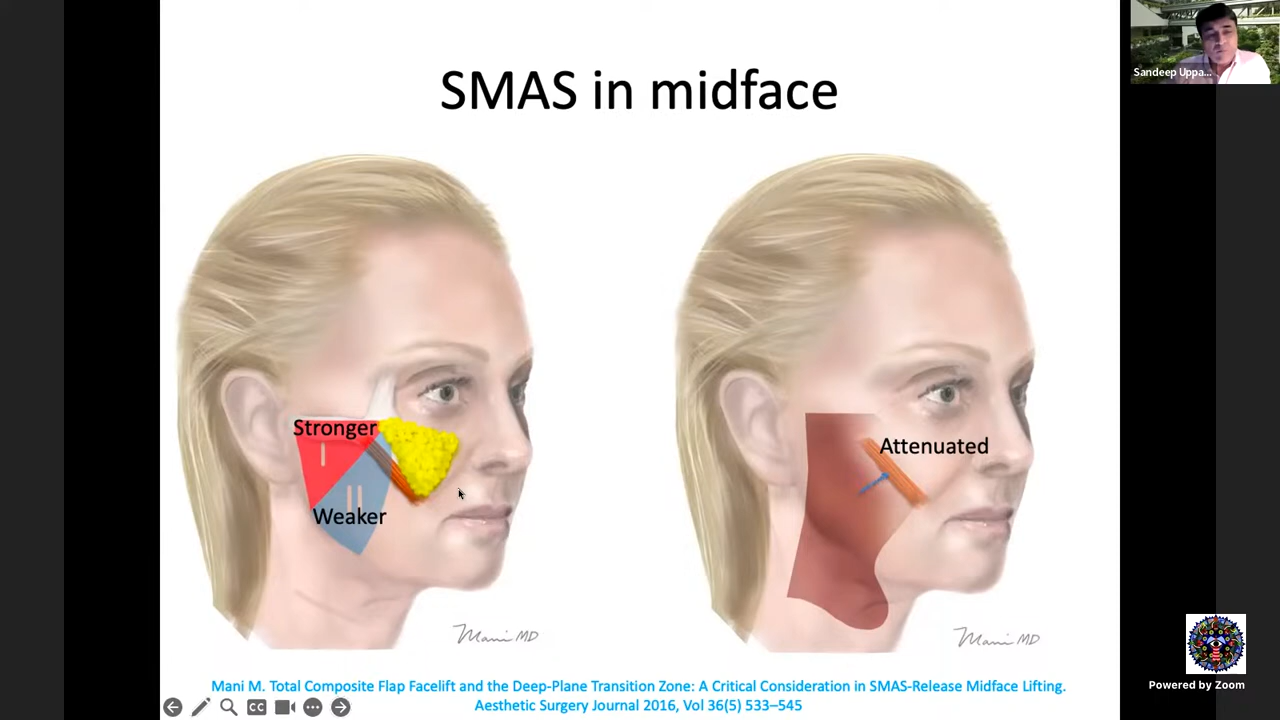 SMAS in midface
Sandeep Uppa...
Stronger
I
II
Weaker
Attenuated
Mani MD
Mani MD
Mani M. Total Composite Flap Facelift and the Deep-Plane Transition Zone: A Critical Consideration in SMAS-Release Midface Lifting.
Aesthetic Surgery Journal 2016, Vol 36(5) 533–545
CC
Powered by Zoom